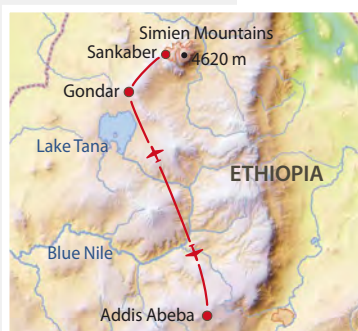 Simien Mountains
Sankaber
4620 m
Gondar
Lake Tana
ETHIOPIA
Blue Nile
Addis Abeba